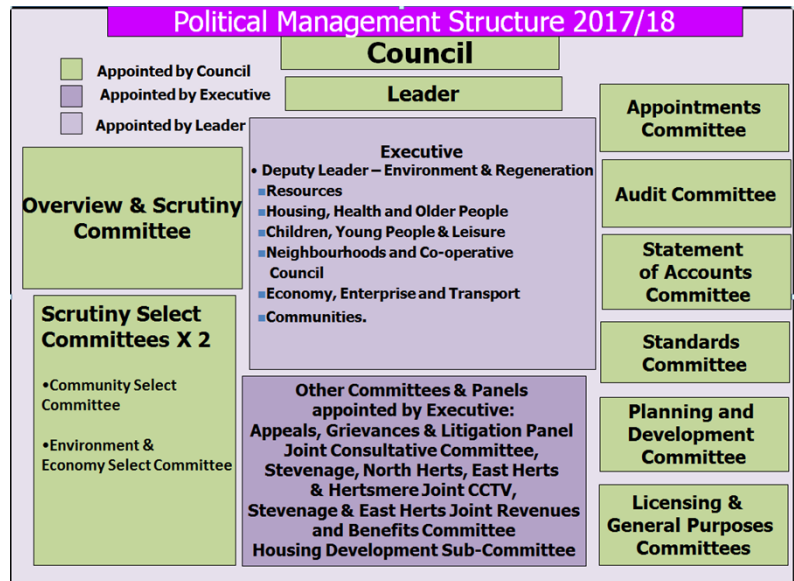 Political Management Structure 2017/18
Council
Leader
Appointed by Council
Appointed by Executive
Appointed by Leader
Overview & Scrutiny
Committee
Scrutiny Select
Committees X 2
•Community Select
Committee
•Environment &
Economy Select Committee
Executive
• Deputy Leader – Environment & Regeneration
■Resources
■Housing, Health and Older People
■Children, Young People & Leisure
■Neighbourhoods and Co-operative
Council
■Economy, Enterprise and Transport
■Communities.
Other Committees & Panels
appointed by Executive:
Appeals, Grievances & Litigation Panel
Joint Consultative Committee,
Stevenage, North Herts, East Herts
& Hertsmere Joint CCTV,
Stevenage & East Herts Joint Revenues
and Benefits Committee
Housing Development Sub-Committee
Appointments
Committee
Audit Committee
Statement
of Accounts
Committee
Standards
Committee
Planning and
Development
Committee
Licensing &
General Purposes
Committees